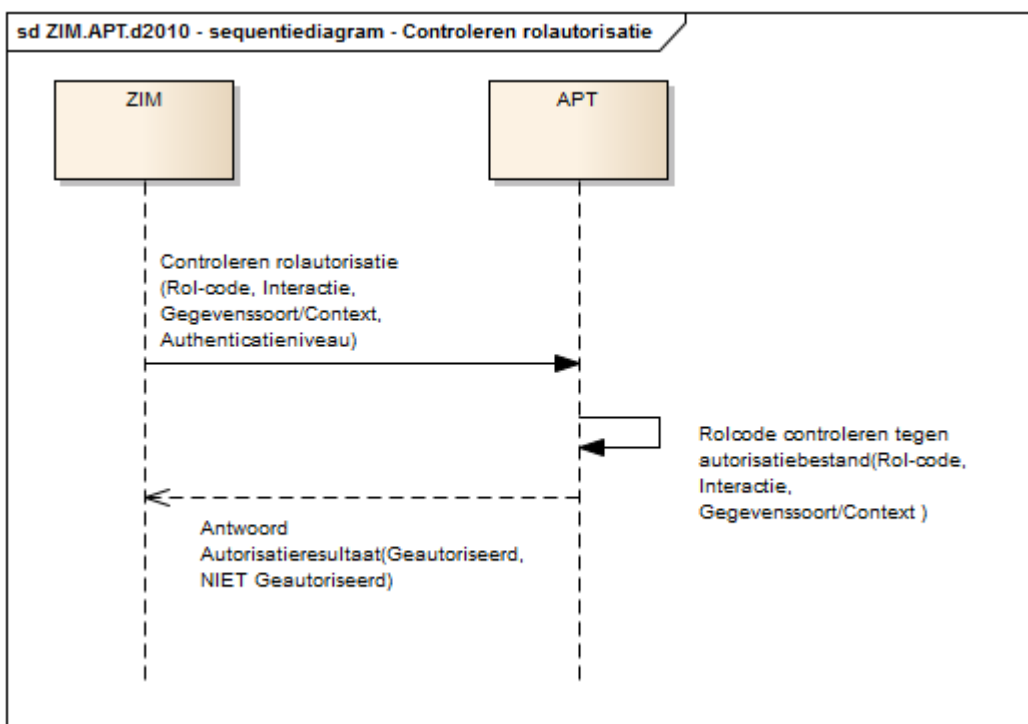 sd ZIM.APT.d2010 - sequentiediagram - Controleren rolautorisatie
ZIM
APT
Controleren rolautorisatie
(Rol-code, Interactie,
Gegevenssoort/Context,
Authenticatieniveau)
Rolcode controleren tegen
autorisatiebestand(Rol-code,
Interactie,
Gegevenssoort/Context )
Antwoord
Autorisatieresultaat(Geautoriseerd,
NIET Geautoriseerd)